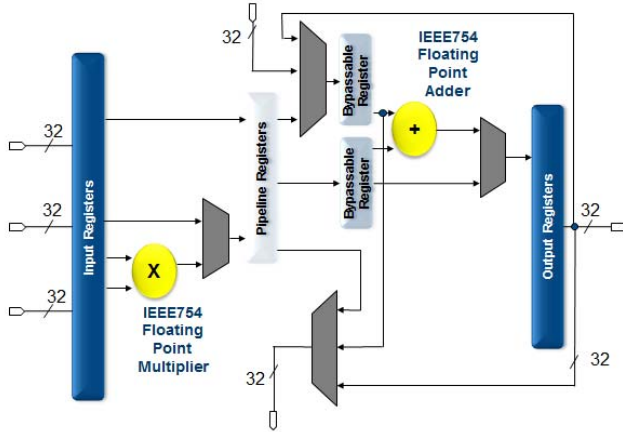 32
IEEE754
Floating
Point
Adder
Bypassable
Register
+
32
Input Registers
Pipeline Registers
32
32
Bypassable
Register
Output Registers
32
X
32
IEEE754
Floating
Point
Multiplier
32
32